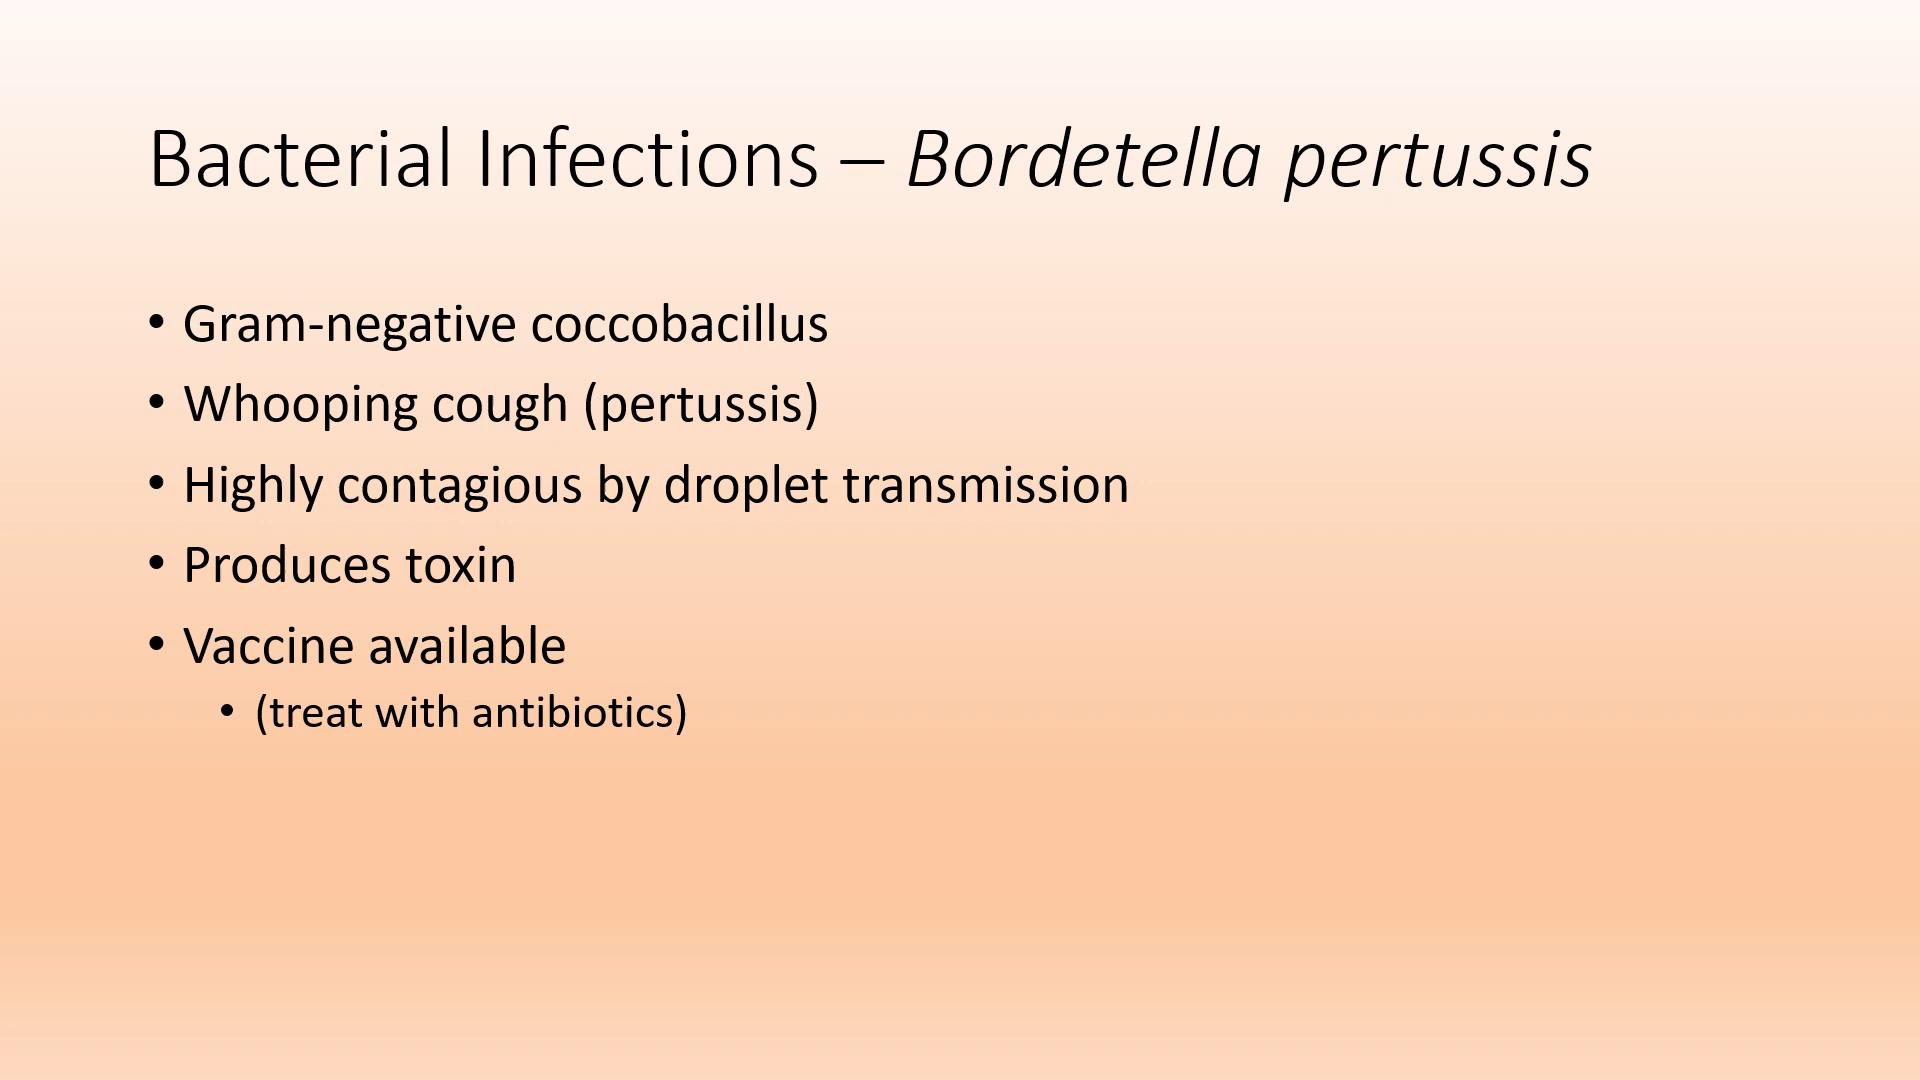 Bacterial Infections – Bordetella pertussis
• Gram-negative coccobacillus
• Whooping cough (pertussis)
• Highly contagious by droplet transmission
• Produces toxin
• Vaccine available
• (treat with antibiotics)